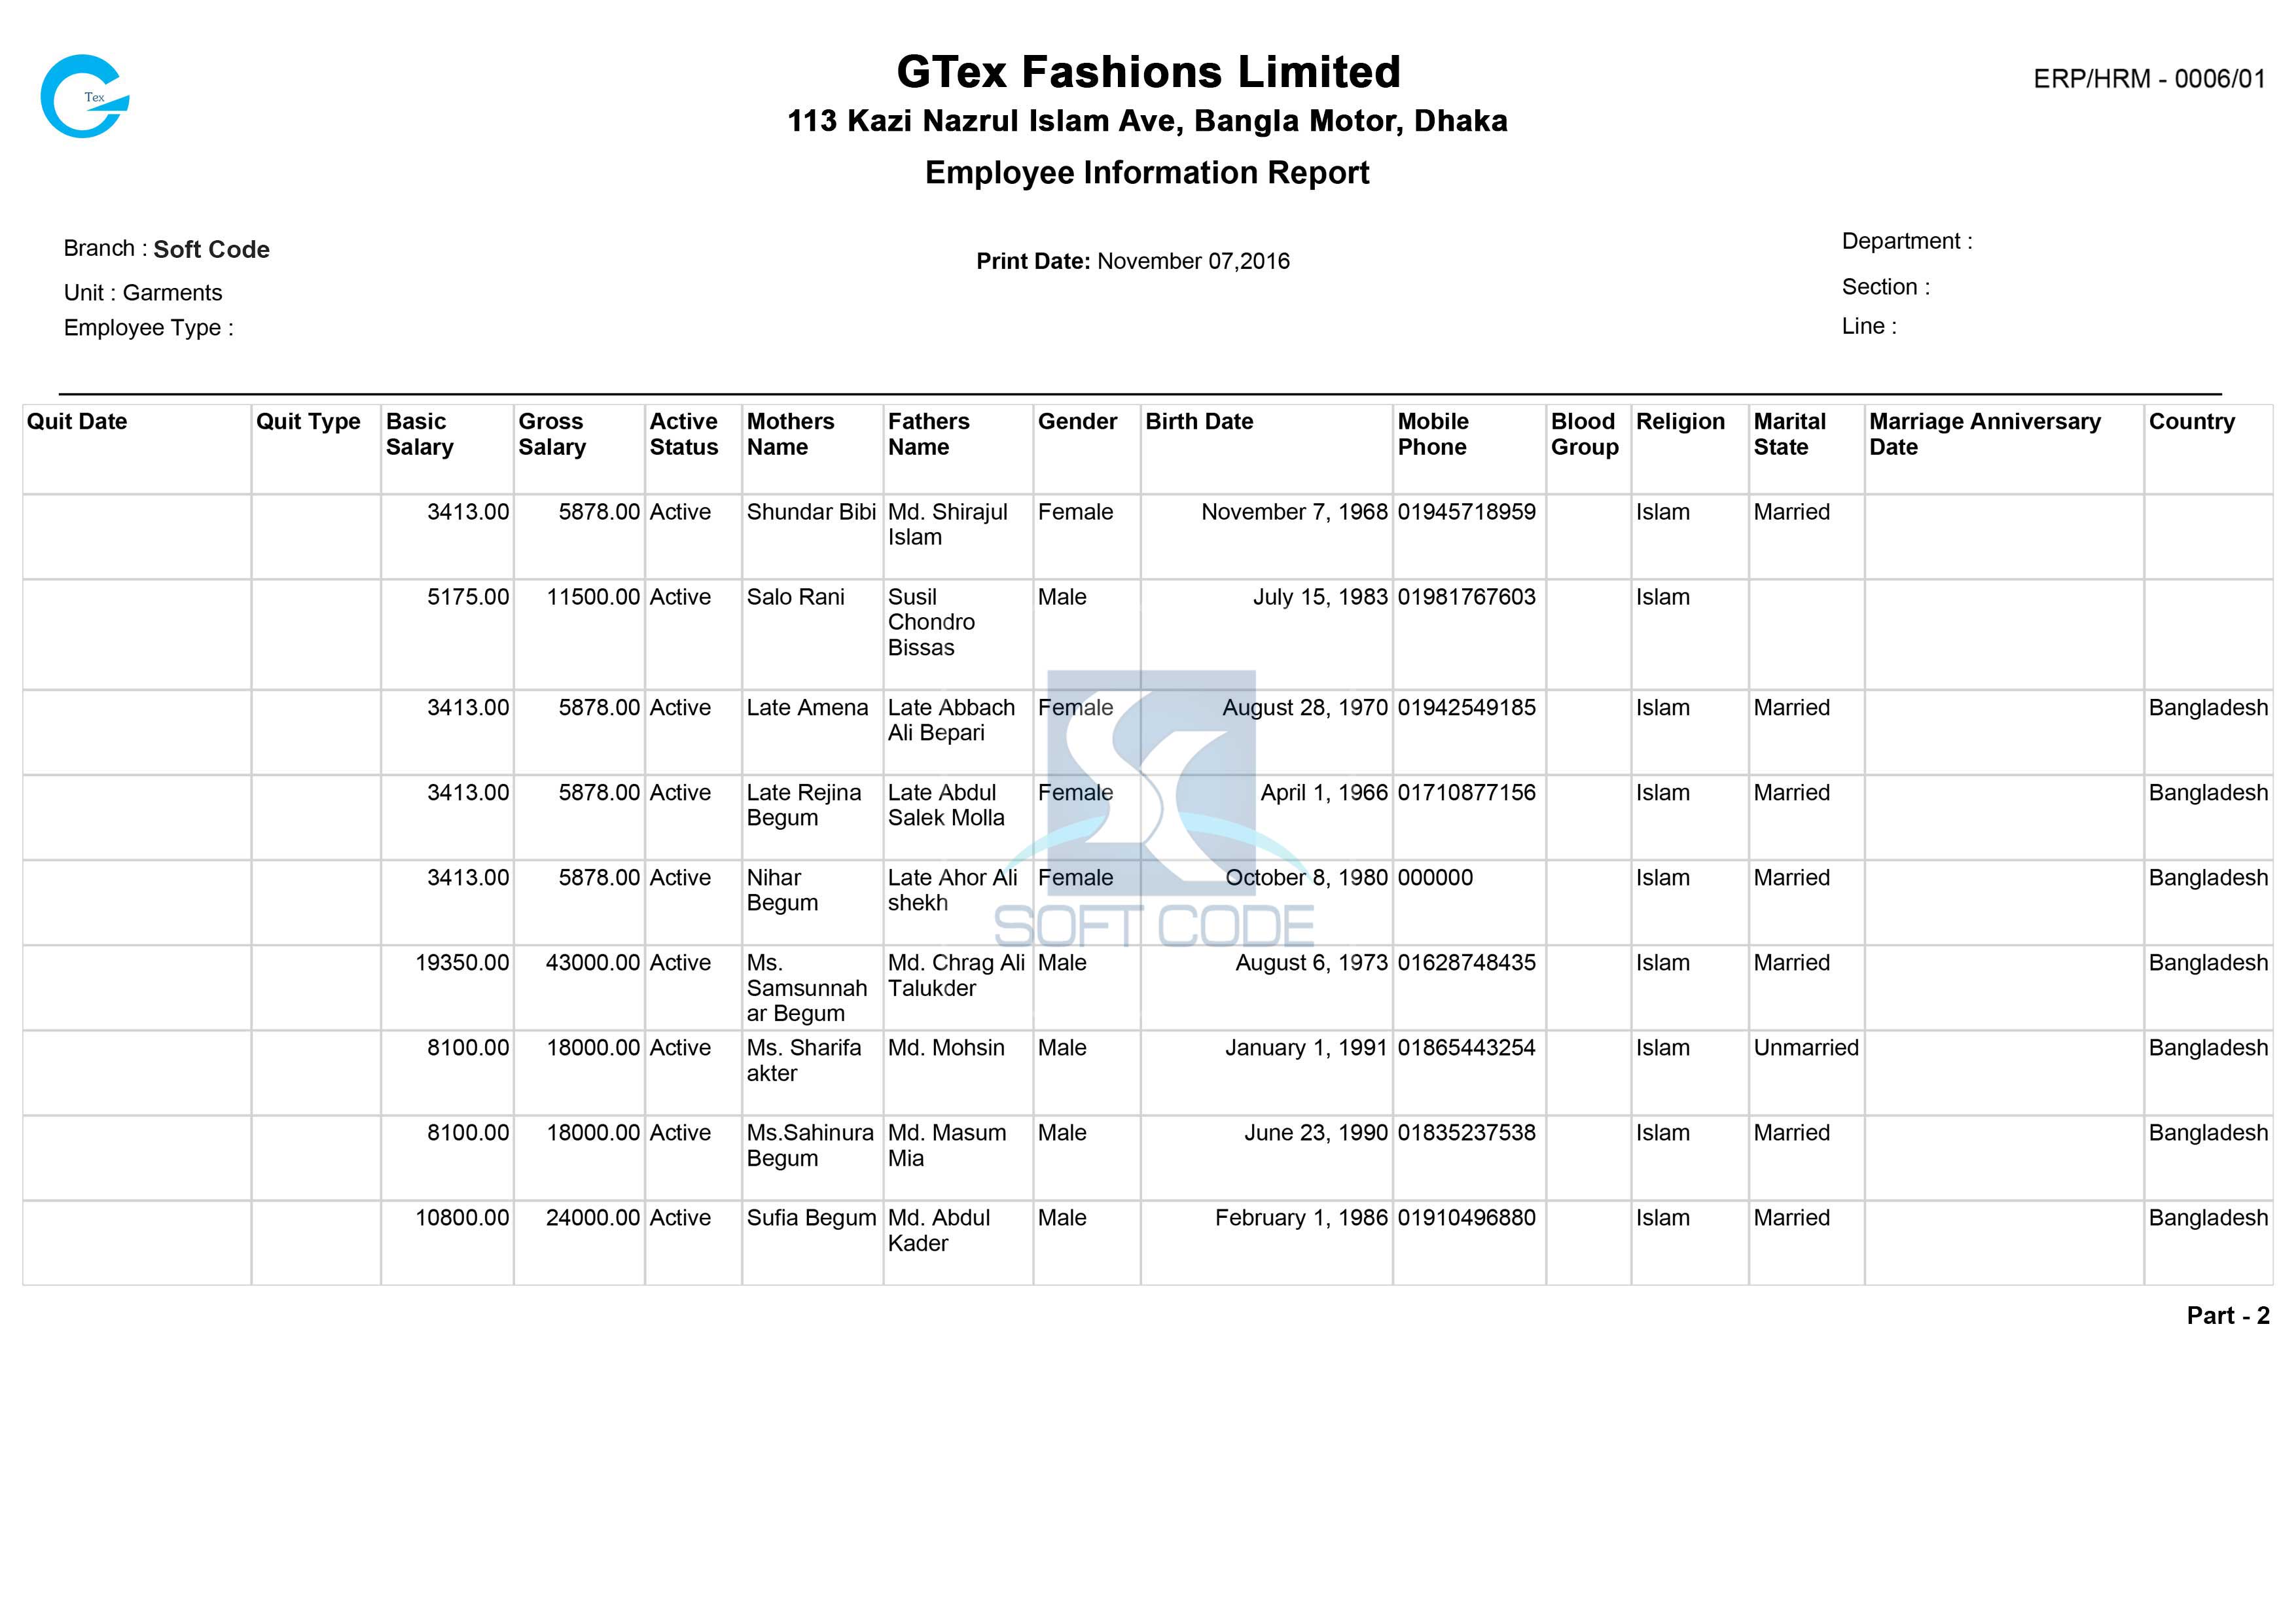 Tex
GTex Fashions Limited
ERP/HRM - 0006/01
113 Kazi Nazrul Islam Ave, Bangla Motor, Dhaka
Employee Information Report
Branch : Soft Code
Print Date: November 07,2016
Department :
Unit : Garments
Section :
Employee Type :
Line :
Quit Date Quit Type Basic Gross Active Mothers Fathers Gender Birth Date Mobile Blood Religion Marital Marriage Anniversary Country
Salary Salary Status Name Name Phone Group State Date
3413.00 5878.00 Active Shundar Bibi Md. Shirajul Female November 7, 1968 01945718959 Islam Married
Islam
5175.00 11500.00 Active Salo Rani Susil Male July 15, 1983 01981767603 Islam
Chondro
Bissas
3413.00 5878.00 Active Late Amena Late Abbach Female August 28, 1970 01942549185 Islam Married Bangladesh
Ali Bepari
3413.00 5878.00 Active Late Rejina Late Abdul Female April 1, 1966 01710877156 Islam Married Bangladesh
Begum Salek Molla
3413.00 5878.00 Active Nihar Late Ahor Ali Female October 8, 1980 000000 Islam Married Bangladesh
Begum shekh
SOFT CODE
19350.00 43000.00 Active Ms. Md. Chrag Ali Male August 6, 1973 01628748435 Islam Married Bangladesh
Samsunnah Talukder
ar Begum
8100.00 18000.00 Active Ms. Sharifa Md. Mohsin Male January 1, 1991 01865443254 Islam Unmarried Bangladesh
akter
8100.00 18000.00 Active Ms.Sahinura Md. Masum Male June 23, 1990 01835237538 Islam Married Bangladesh
Begum Mia
10800.00 24000.00 Active Sufia Begum Md. Abdul Male February 1, 1986 01910496880 Islam Married Bangladesh
Kader
Part - 2